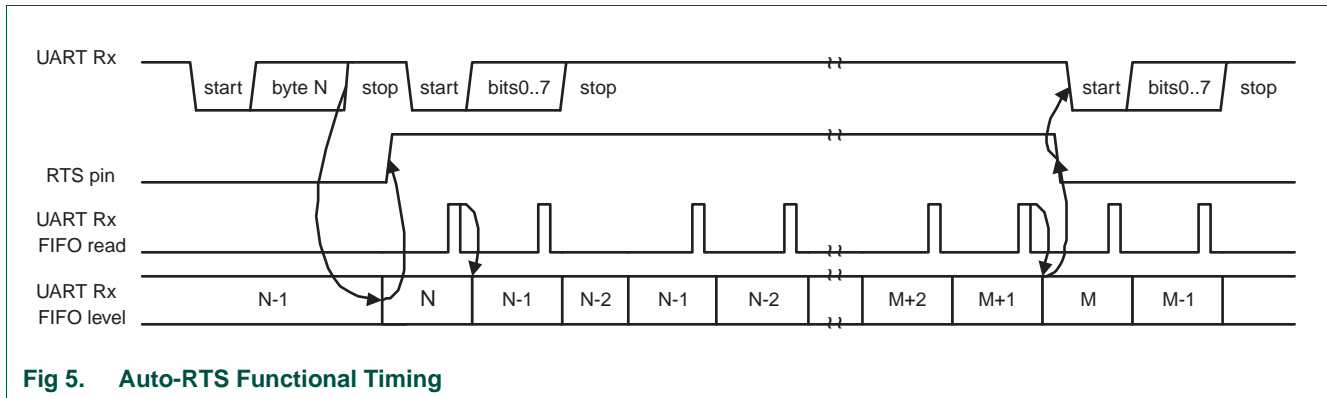 UART Rx
start byte N stop start bits0..7 stop start bits0..7 stop
RTS pin
UART Rx
FIFO read
UART Rx
FIFO level
N-1 N N-1 N-2 N-1 N-2 M+2 M+1 M M-1
Fig 5. Auto-RTS Functional Timing